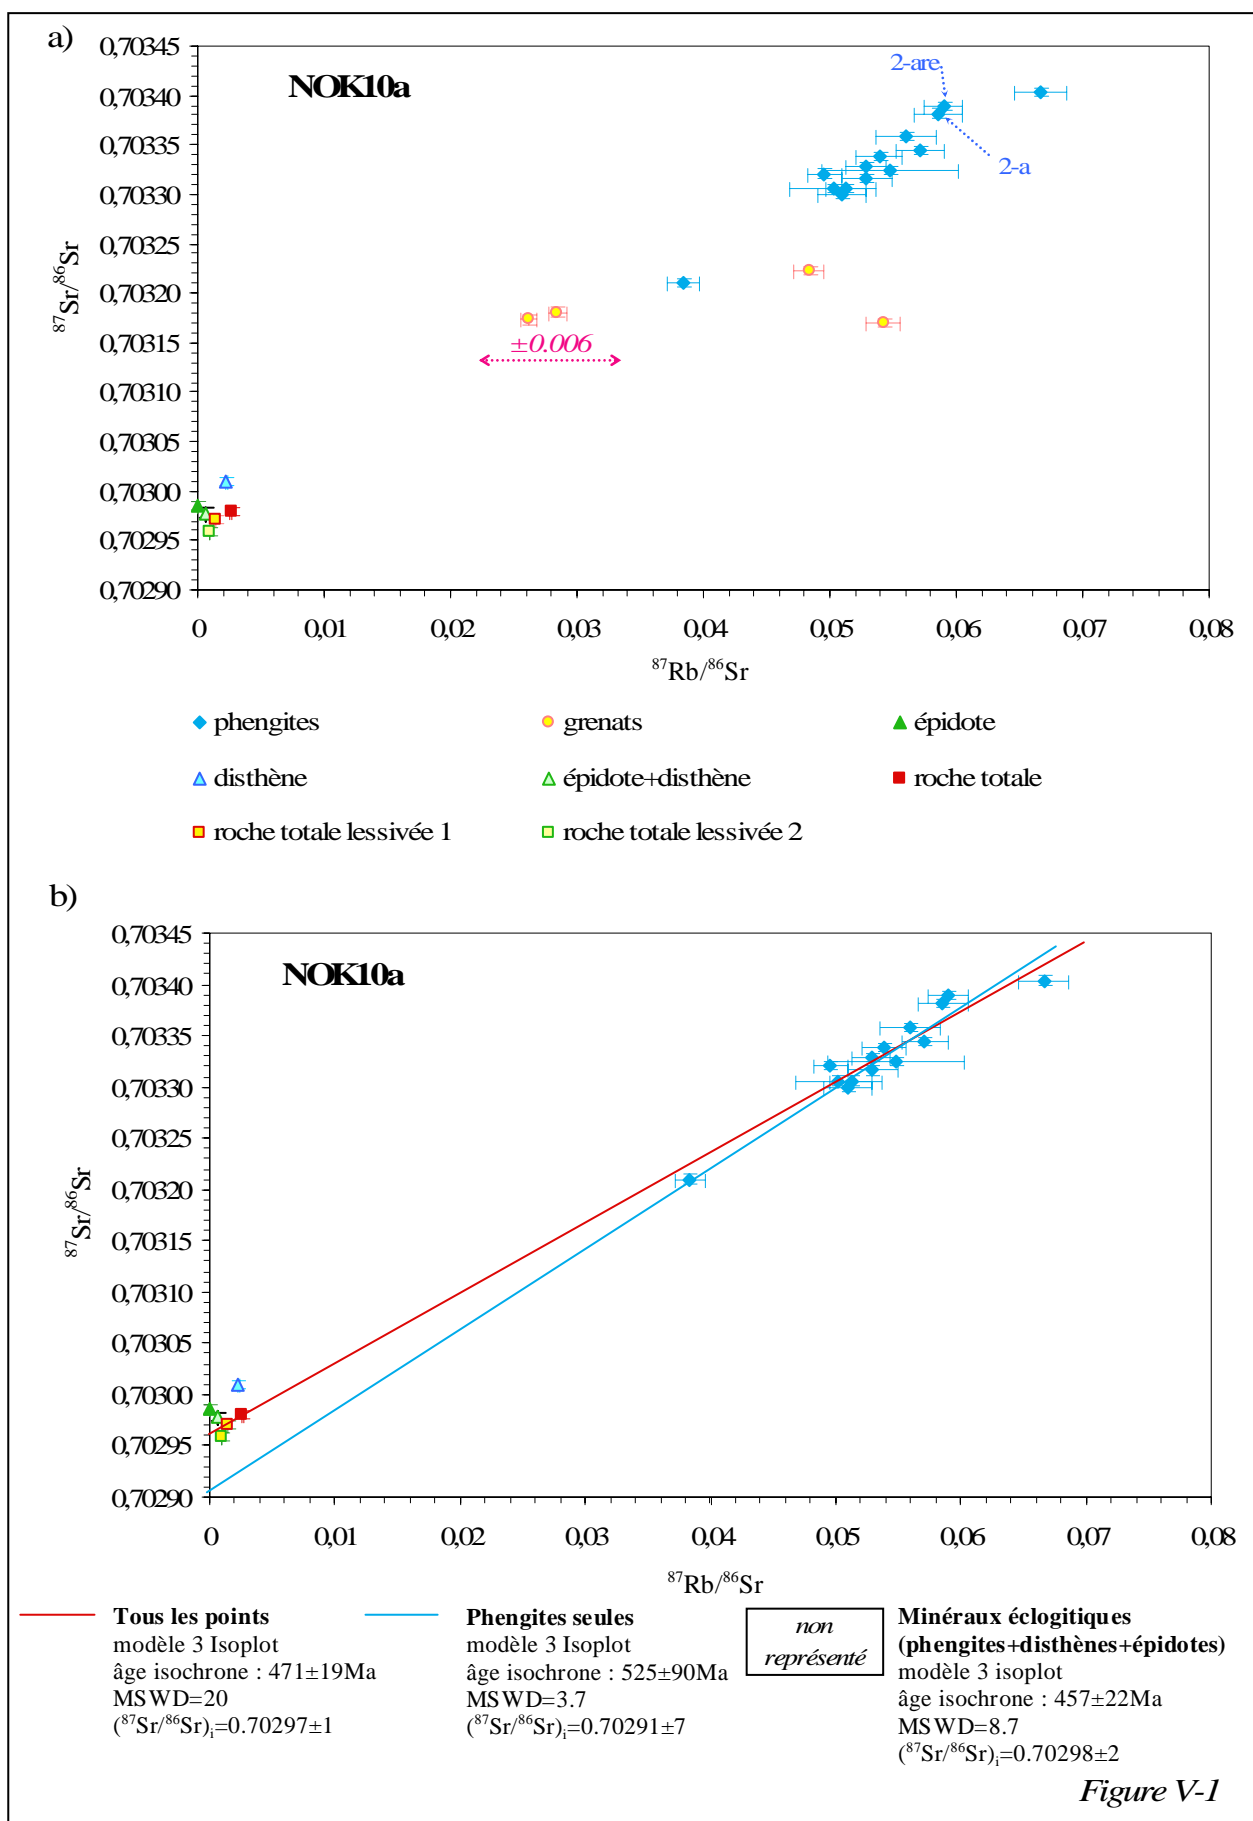 a)
NOK10a
0,70345
0,70340
0,70335
0,70330
0,70325
0,70320
0,70315
0,70310
0,70305
0,70300
0,70295
0,70290
⁸⁷Sr/⁸⁶Sr
2-are
2-a
±0.006
0 0,01 0,02 0,03 0,04 0,05 0,06 0,07 0,08
⁸⁷Rb/⁸⁶Sr
phengites grenats épidote
disthène épidote+disthène roche totale
roche totale lessivée 1 roche totale lessivée 2
b)
NOK10a
0,70345
0,70340
0,70335
0,70330
0,70325
0,70320
0,70315
0,70310
0,70305
0,70300
0,70295
0,70290
⁸⁷Sr/⁸⁶Sr
0 0,01 0,02 0,03 0,04 0,05 0,06 0,07 0,08
⁸⁷Rb/⁸⁶Sr
Tous les points
modèle 3 Isoplot
âge isochrone : 471±19Ma
MSWD=20
(⁸⁷Sr/⁸⁶Sr)ᵢ=0.70297±1
Phengites seules
modèle 3 Isoplot
âge isochrone : 525±90Ma
MSWD=3.7
(⁸⁷Sr/⁸⁶Sr)ᵢ=0.70291±7
non
représenté
Minéraux éclogitiques
(phengites+disthènes+épidotes)
modèle 3 isoplot
âge isochrone : 457±22Ma
MSWD=8.7
(⁸⁷Sr/⁸⁶Sr)ᵢ=0.70298±2
Figure V-1